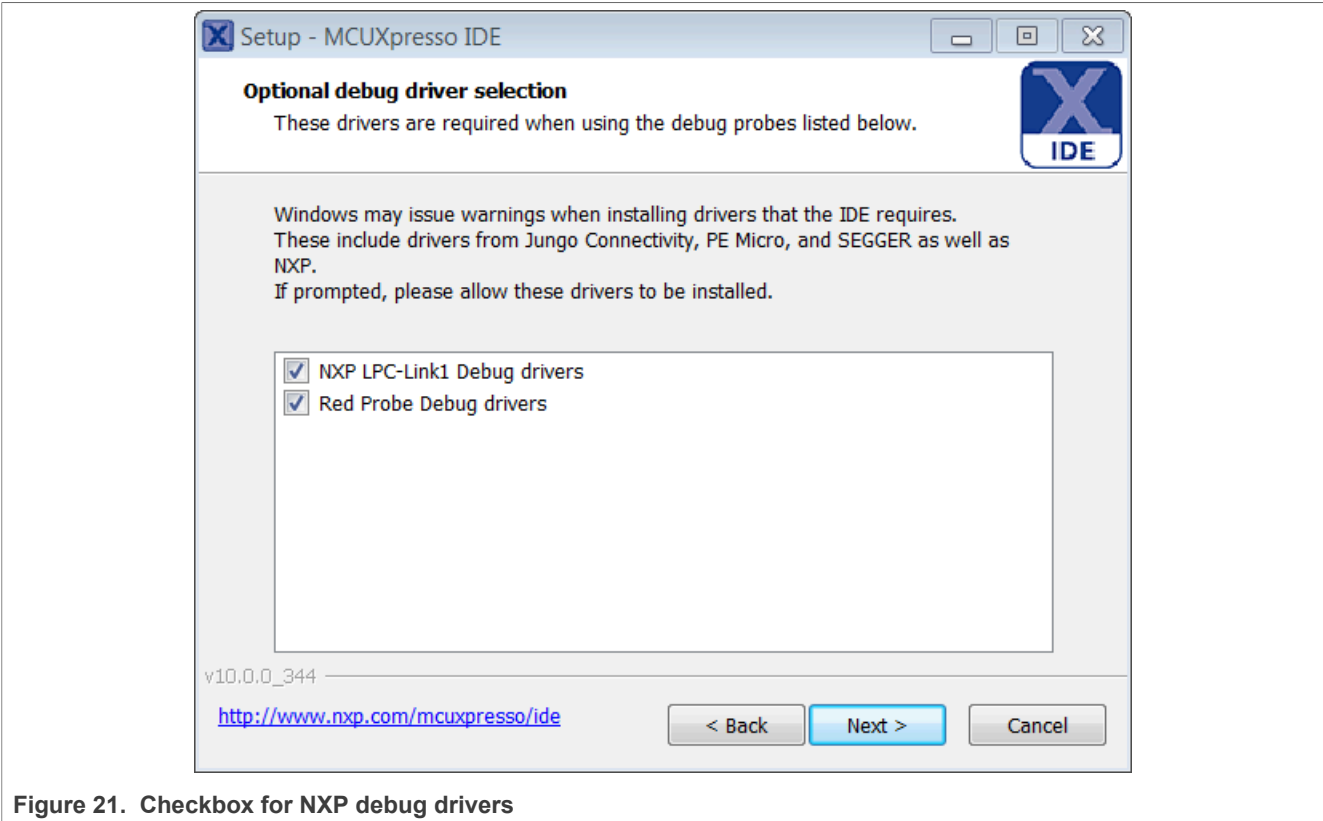 Setup - MCUXpresso IDE
Optional debug driver selection
These drivers are required when using the debug probes listed below.
X
IDE
Windows may issue warnings when installing drivers that the IDE requires.
These include drivers from Jungo Connectivity, PE Micro, and SEGGER as well as
NXP.
If prompted, please allow these drivers to be installed.
NXP LPC-Link1 Debug drivers
Red Probe Debug drivers
v10.0.0_344
http://www.nxp.com/mcuxpresso/ide
< Back
Next >
Cancel
Figure 21. Checkbox for NXP debug drivers